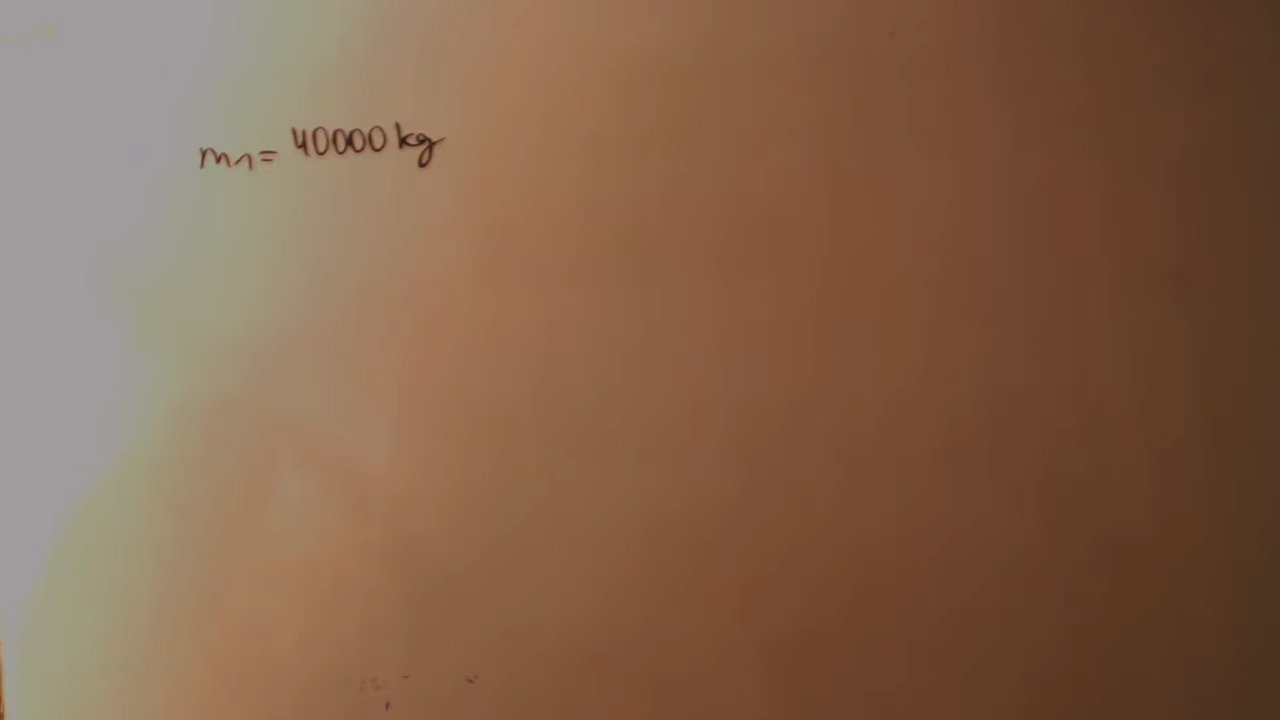 m₁ = 40000 kg